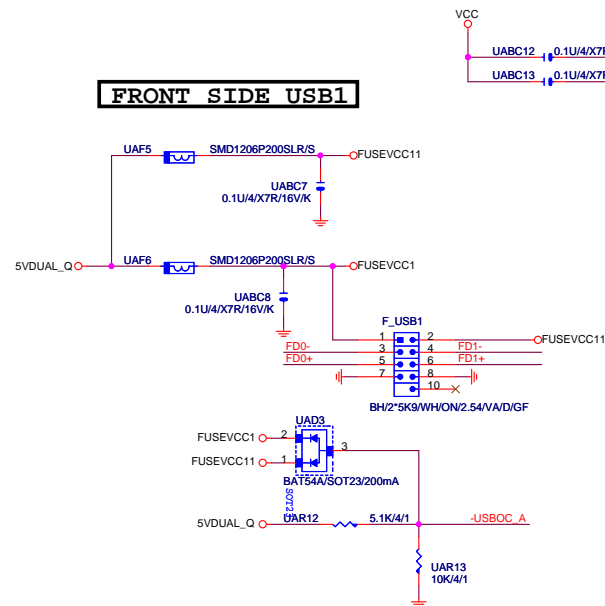 VCC
UABC12 0.1U/4/X7R
UABC13 0.1U/4/X7R
FRONT SIDE USB1
UAF5 SMD1206P200SLR/S
FUSEVCC11
UABC7
0.1U/4/X7R/16V/K
5VDUAL_Q UAF6 SMD1206P200SLR/S FUSEVCC1
UABC8
0.1U/4/X7R/16V/K
F_USB1
1 2 FUSEVCC11
FD0- 3 4 FD1-
FD0+ 5 6 FD1+
7 8
10
BH/2*5K9/WH/ON/2.54/VA/D/GF
UAD3
FUSEVCC1 2
3
FUSEVCC11 1
BAT54A/SOT23/200mA
5VDUAL_Q UAR12 5.1K/4/1 -USBOC_A
UAR13
10K/4/1